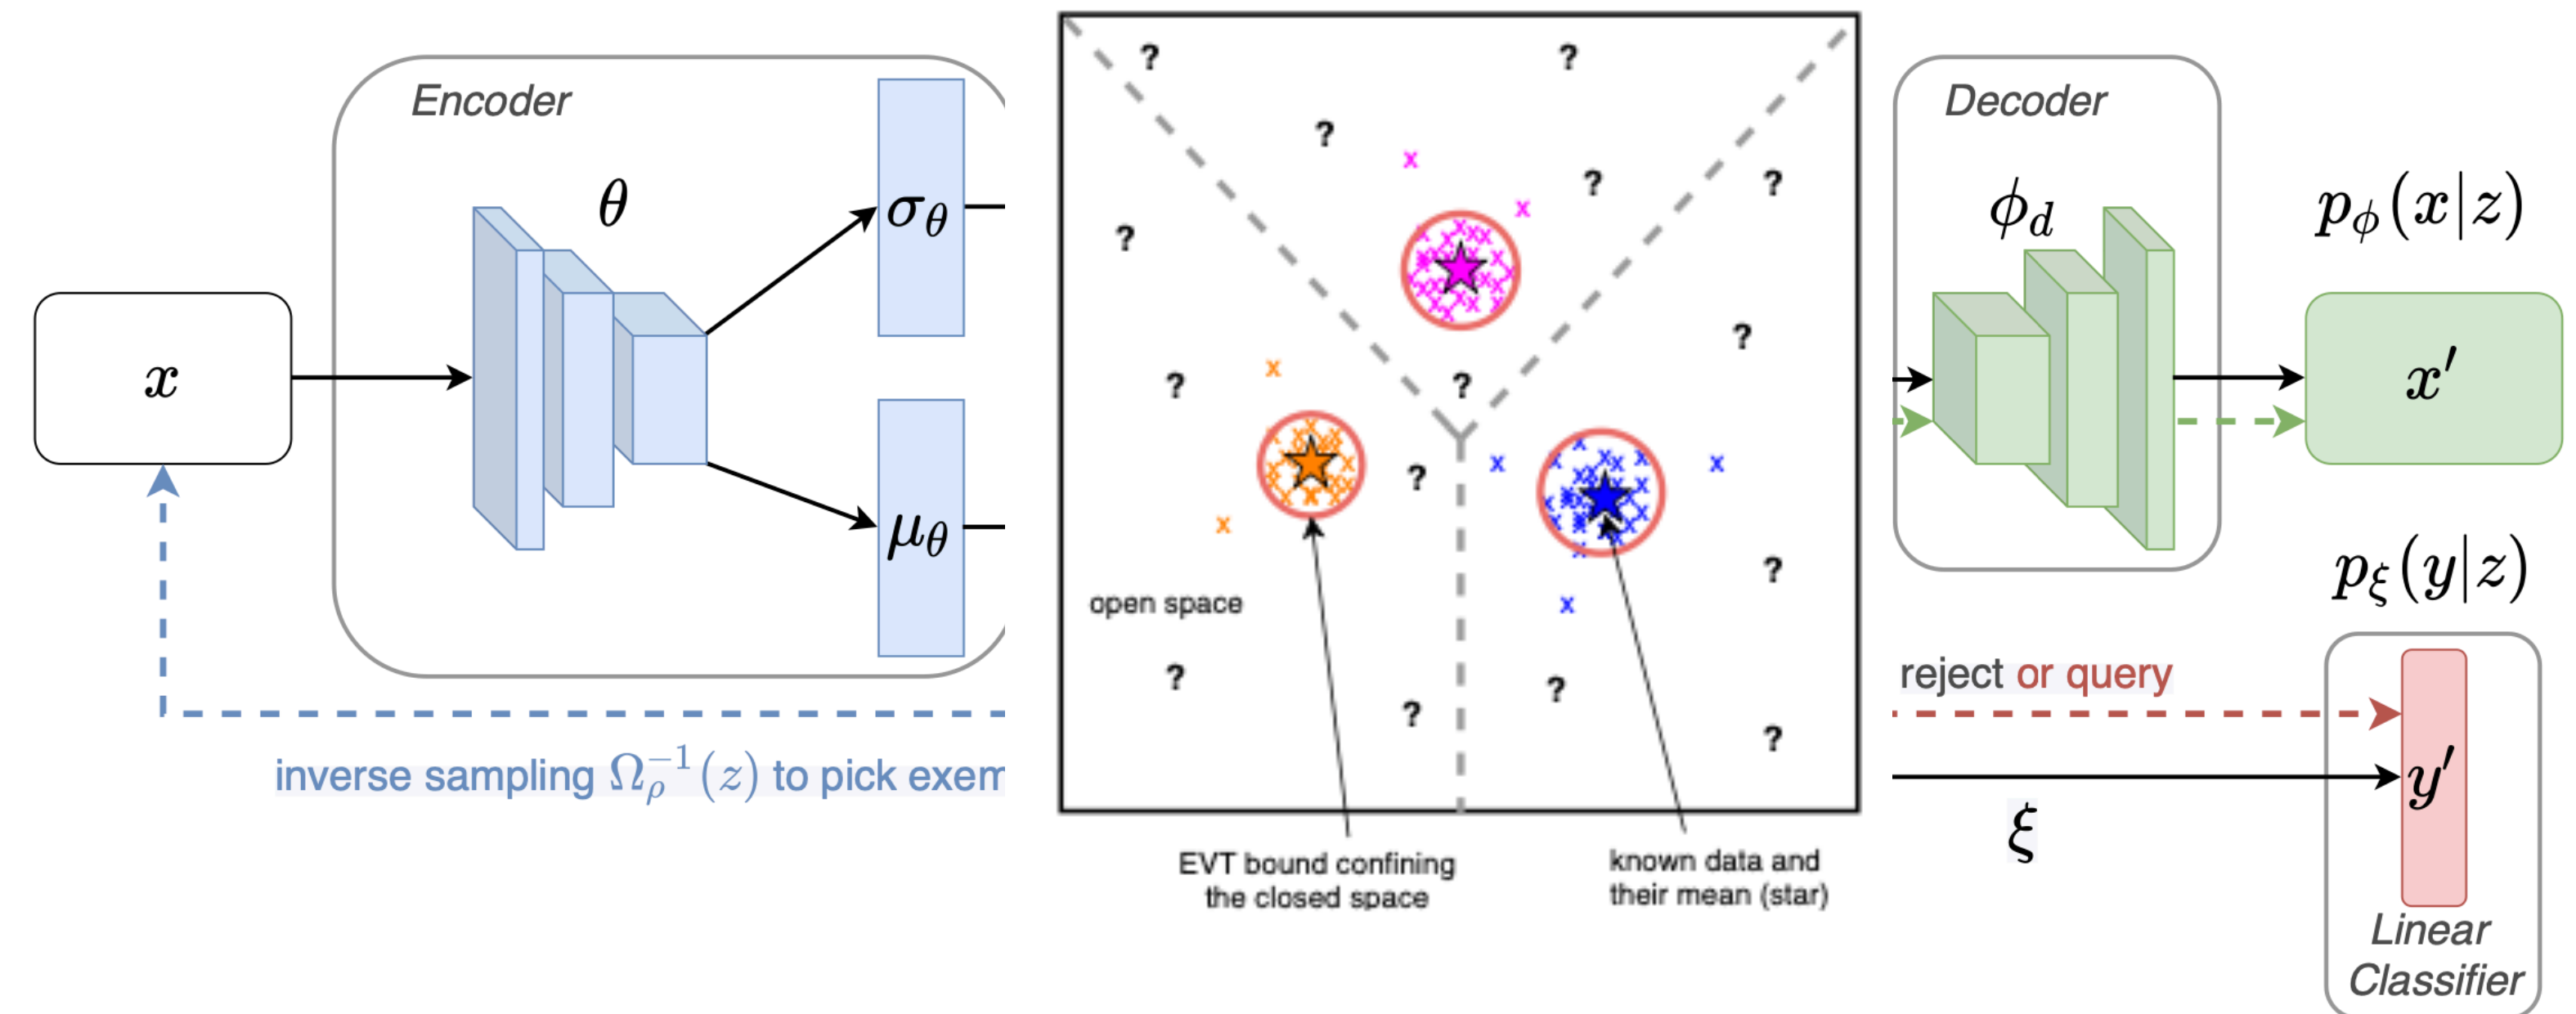 Encoder
θ
σθ
μθ
x
inverse sampling Ωρ⁻¹(z) to pick exem
?
?
?
x
?
?
x
?
?
?
x
?
?
x
x
x
?
open space
x
?
?
?
?
?
EVT bound confining
the closed space
known data and
their mean (star)
Decoder
ϕd
pϕ(x|z)
x′
pξ(y|z)
reject or query
y′
ξ
Linear
Classifier